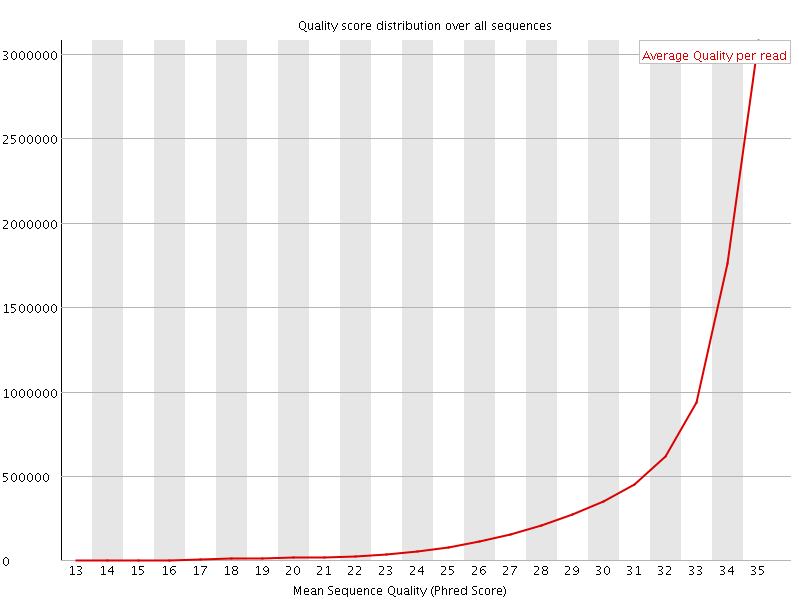 Quality score distribution over all sequences
Average Quality per read
3000000
2500000
2000000
1500000
1000000
500000
0
13 14 15 16 17 18 19 20 21 22 23 24 25 26 27 28 29 30 31 32 33 34 35
Mean Sequence Quality (Phred Score)